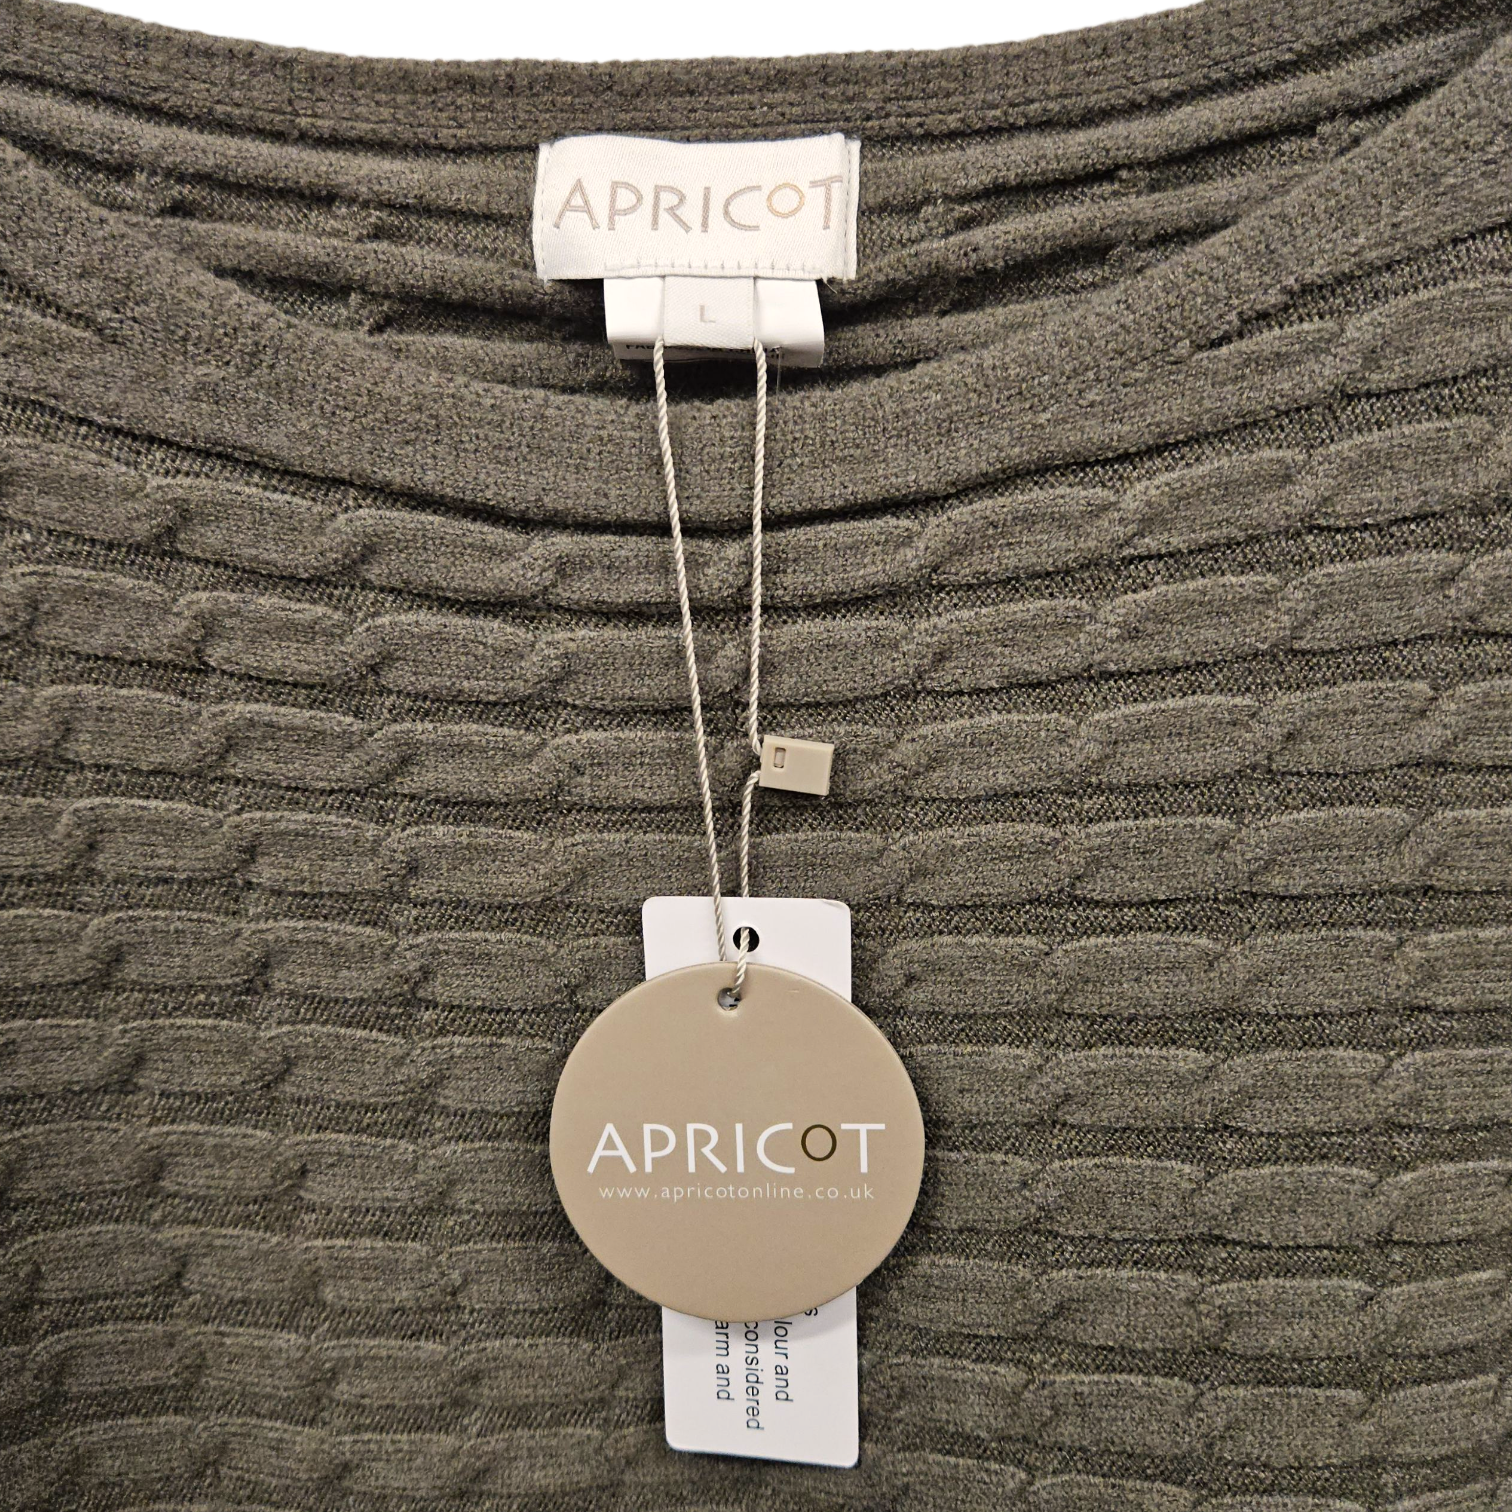 APRICOT
L
APRICOT
www.apricotonline.co.uk
lour and
considered
arm and